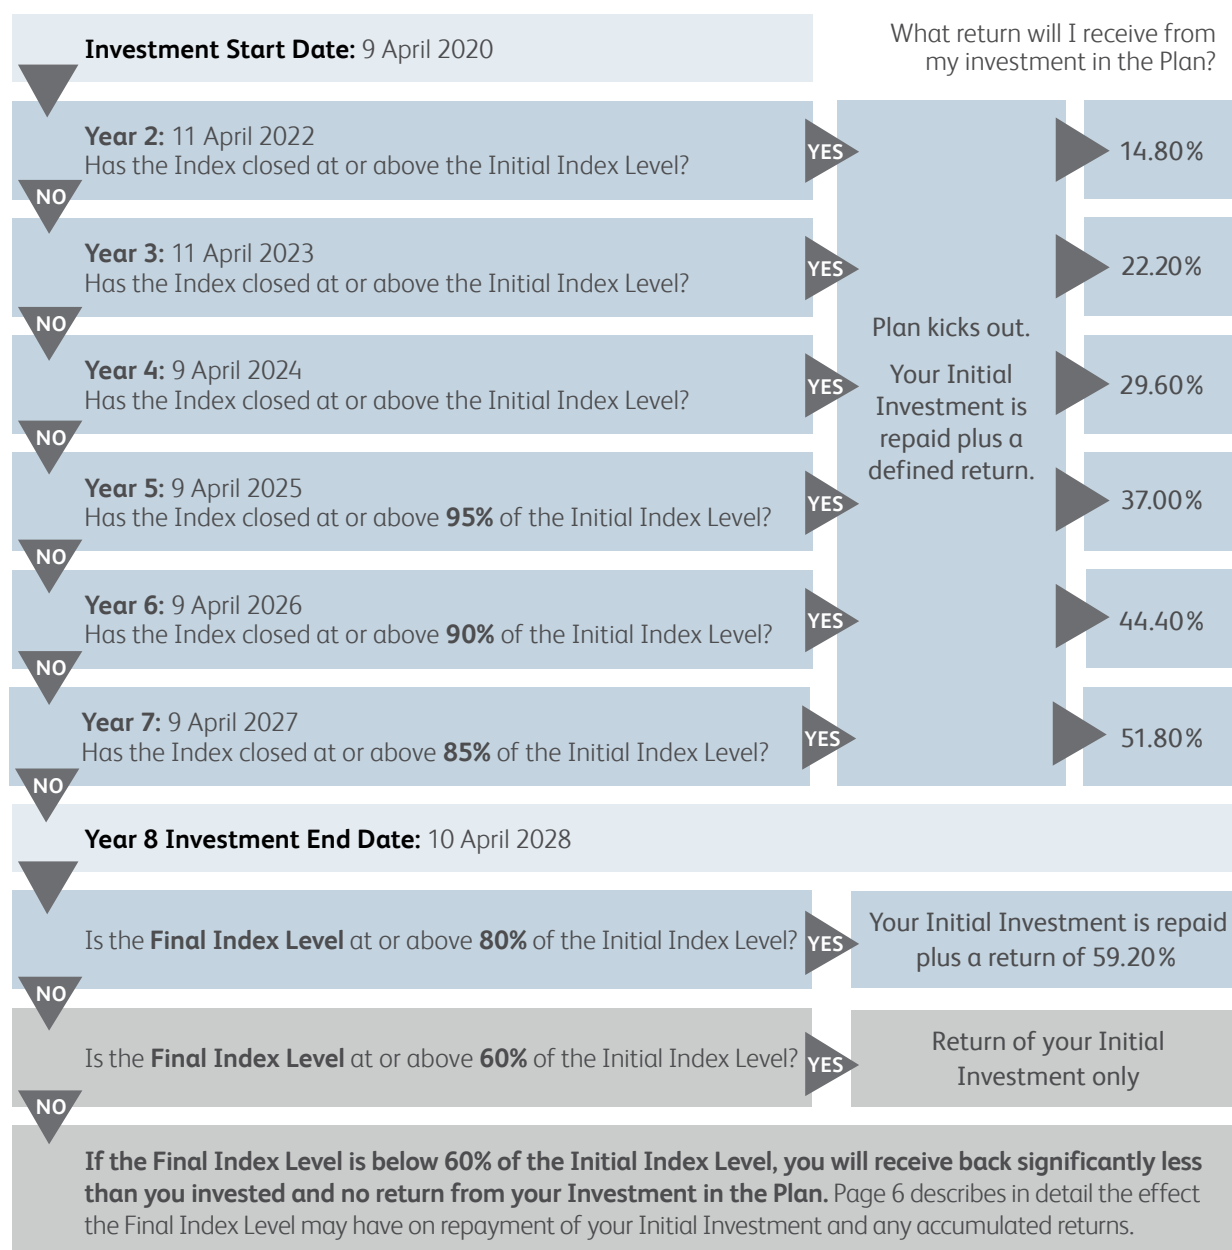 Investment Start Date: 9 April 2020
What return will I receive from
my investment in the Plan?
Year 2: 11 April 2022
Has the Index closed at or above the Initial Index Level?
YES
14.80%
NO
Year 3: 11 April 2023
Has the Index closed at or above the Initial Index Level?
YES
22.20%
NO
Year 4: 9 April 2024
Has the Index closed at or above the Initial Index Level?
YES
29.60%
NO
Year 5: 9 April 2025
Has the Index closed at or above 95% of the Initial Index Level?
YES
37.00%
NO
Year 6: 9 April 2026
Has the Index closed at or above 90% of the Initial Index Level?
YES
44.40%
NO
Year 7: 9 April 2027
Has the Index closed at or above 85% of the Initial Index Level?
YES
51.80%
NO
Plan kicks out.
Your Initial
Investment is
repaid plus a
defined return.
Year 8 Investment End Date: 10 April 2028
Is the Final Index Level at or above 80% of the Initial Index Level?
YES
Your Initial Investment is repaid
plus a return of 59.20%
NO
Is the Final Index Level at or above 60% of the Initial Index Level?
YES
Return of your Initial
Investment only
NO
If the Final Index Level is below 60% of the Initial Index Level, you will receive back significantly less
than you invested and no return from your Investment in the Plan. Page 6 describes in detail the effect
the Final Index Level may have on repayment of your Initial Investment and any accumulated returns.